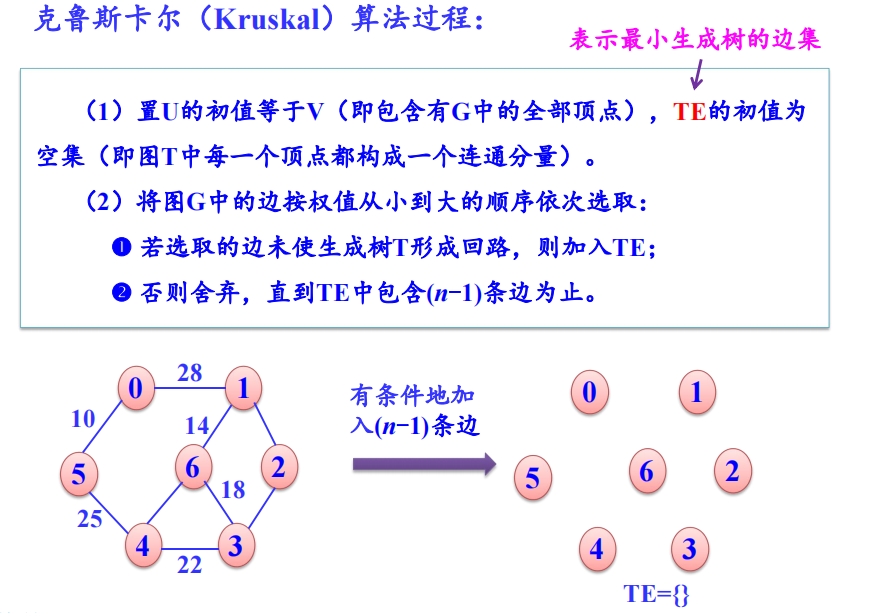 克鲁斯卡尔（Kruskal）算法过程：
表示最小生成树的边集
（1）置U的初值等于V（即包含有G中的全部顶点），TE的初值为
空集（即图T中每一个顶点都构成一个连通分量）。
（2）将图G中的边按权值从小到大的顺序依次选取：
❶ 若选取的边未使生成树T形成回路，则加入TE；
❷ 否则舍弃，直到TE中包含(n−1)条边为止。
0 28 1
10 14
5 6 2
18
25
4 3
22
有条件地加
入(n−1)条边
0 1
5 6 2
4 3
TE={}